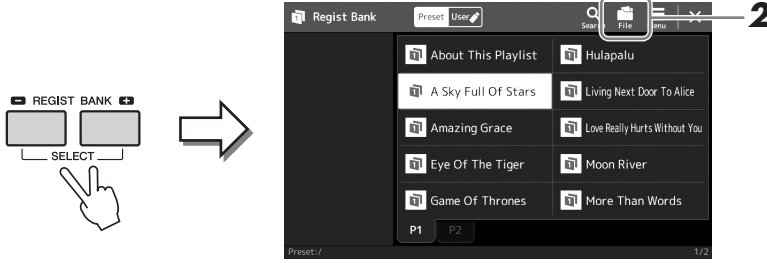 Regist Bank Preset User Search File Menu
2
About This Playlist Hulapalu
A Sky Full Of Stars Living Next Door To Alice
− REGIST BANK +
Amazing Grace Love Really Hurts Without You
SELECT
Eye Of The Tiger Moon River
Game Of Thrones More Than Words
P1 P2
Preset:/ 1/2